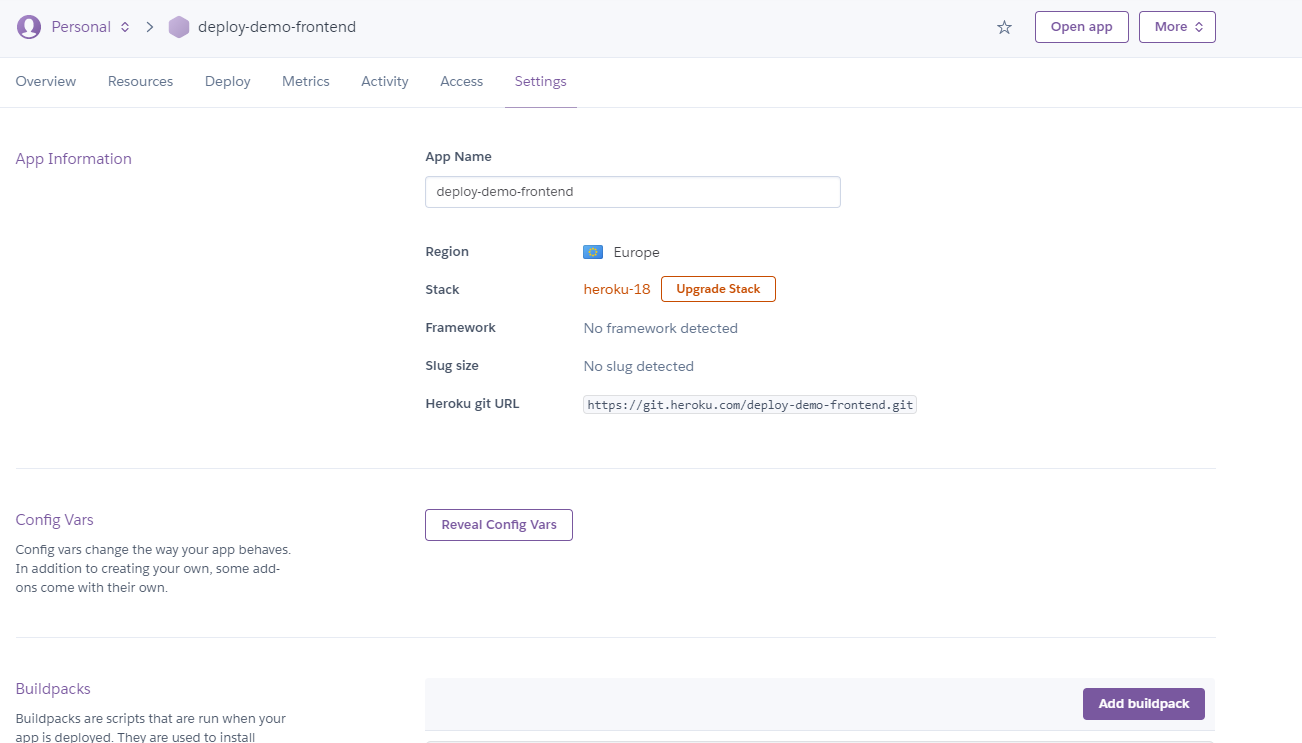 Personal deploy-demo-frontend Open app More
Overview Resources Deploy Metrics Activity Access Settings
App Information
App Name
deploy-demo-frontend
Region Europe
Stack heroku-18 Upgrade Stack
Framework No framework detected
Slug size No slug detected
Heroku git URL https://git.heroku.com/deploy-demo-frontend.git
Config Vars
Reveal Config Vars
Config vars change the way your app behaves.
In addition to creating your own, some add-
ons come with their own.
Buildpacks
Add buildpack
Buildpacks are scripts that are run when your
app is deployed. They are used to install